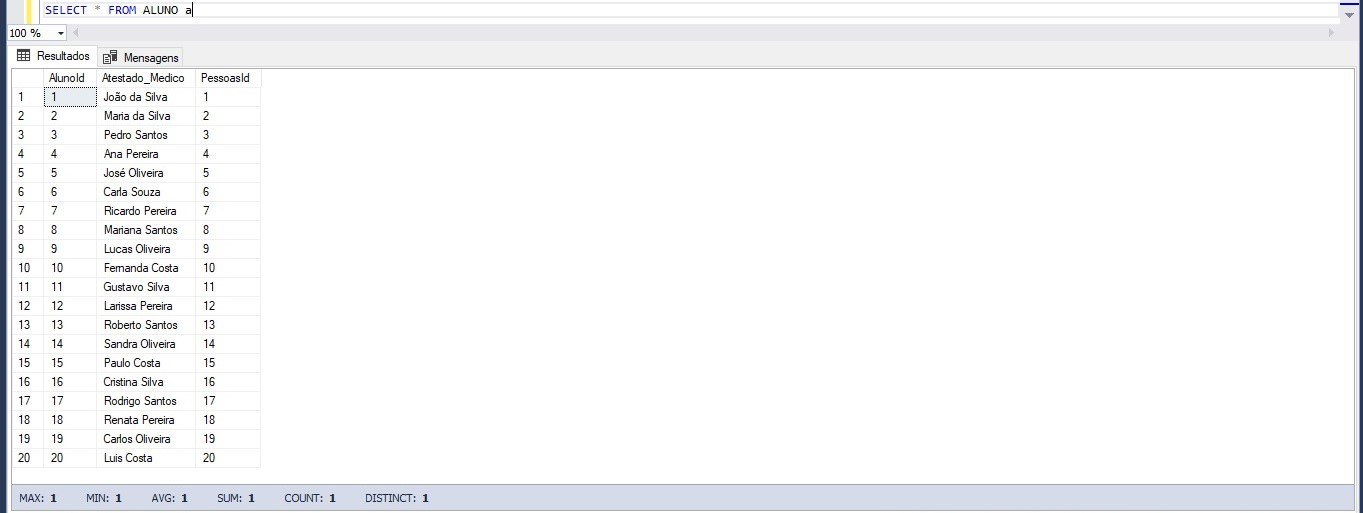 SELECT * FROM ALUNO a
100 %
Resultados Mensagens
AlunoId Atestado_Medico PessoasId
1 1 João da Silva 1
2 2 Maria da Silva 2
3 3 Pedro Santos 3
4 4 Ana Pereira 4
5 5 José Oliveira 5
6 6 Carla Souza 6
7 7 Ricardo Pereira 7
8 8 Mariana Santos 8
9 9 Lucas Oliveira 9
10 10 Fernanda Costa 10
11 11 Gustavo Silva 11
12 12 Larissa Pereira 12
13 13 Roberto Santos 13
14 14 Sandra Oliveira 14
15 15 Paulo Costa 15
16 16 Cristina Silva 16
17 17 Rodrigo Santos 17
18 18 Renata Pereira 18
19 19 Carlos Oliveira 19
20 20 Luis Costa 20
MAX: 1 MIN: 1 AVG: 1 SUM: 1 COUNT: 1 DISTINCT: 1